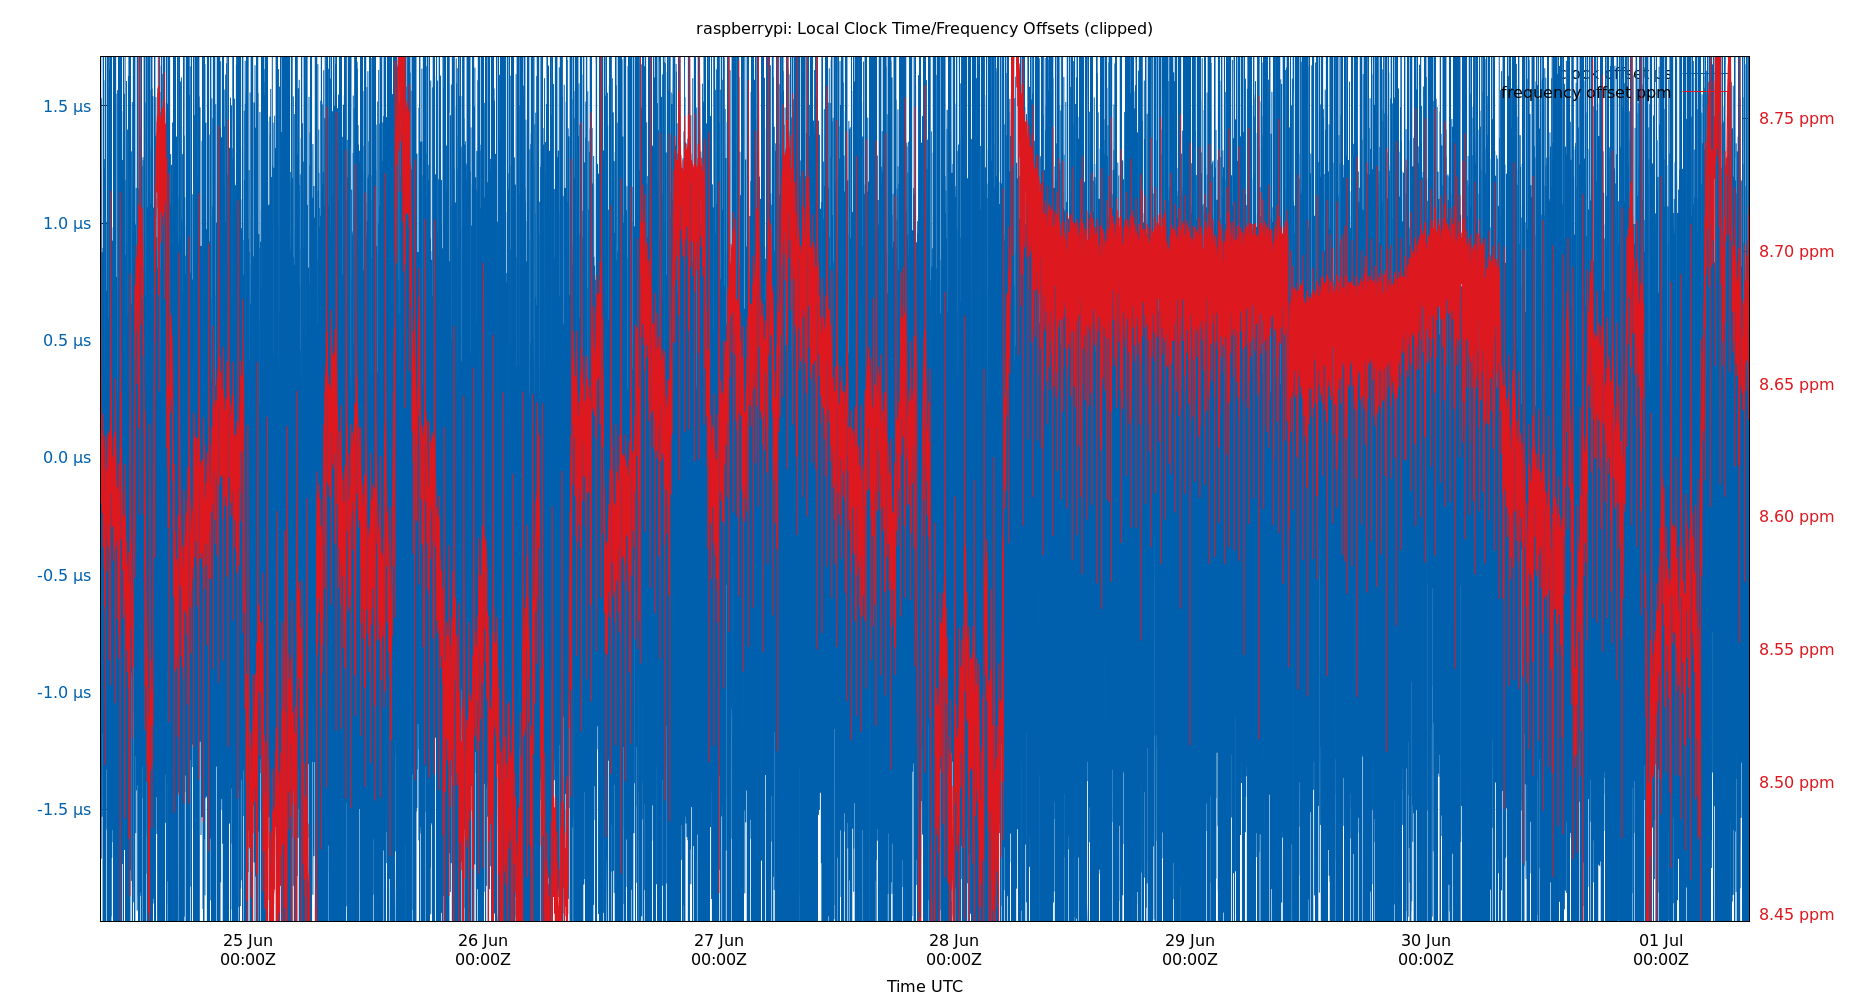 raspberrypi: Local Clock Time/Frequency Offsets (clipped)
clock offset µs
frequency offset ppm
1.5 µs
1.0 µs
0.5 µs
0.0 µs
-0.5 µs
-1.0 µs
-1.5 µs
8.75 ppm
8.70 ppm
8.65 ppm
8.60 ppm
8.55 ppm
8.50 ppm
8.45 ppm
25 Jun
00:00Z
26 Jun
00:00Z
27 Jun
00:00Z
28 Jun
00:00Z
29 Jun
00:00Z
30 Jun
00:00Z
01 Jul
00:00Z
Time UTC